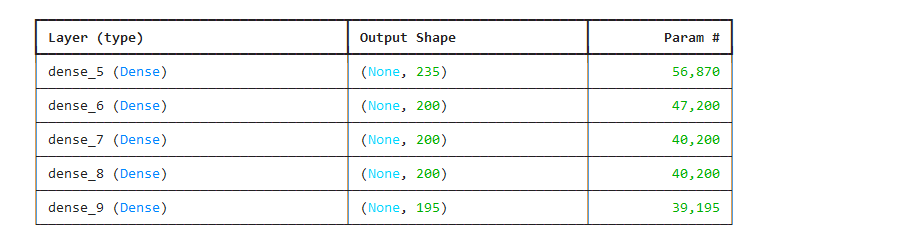 Layer (type) Output Shape Param #
dense_5 (Dense) (None, 235) 56,870
dense_6 (Dense) (None, 200) 47,200
dense_7 (Dense) (None, 200) 40,200
dense_8 (Dense) (None, 200) 40,200
dense_9 (Dense) (None, 195) 39,195